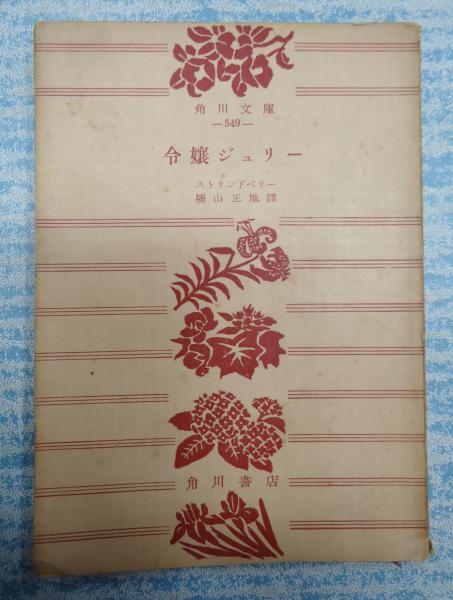 角川文庫
—549—
令嬢ジュリー
ストリンドベリー
楠山正雄譯
角川書店